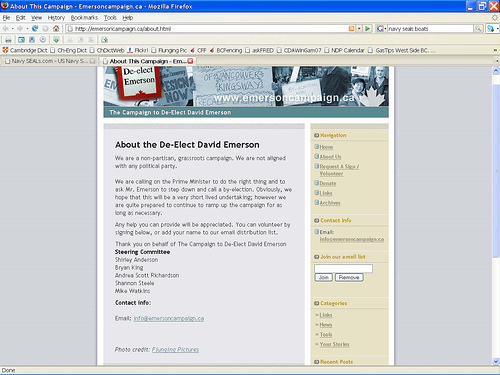 About This Campaign - Emersoncampaign.ca - Mozilla Firefox
File Edit View History Bookmarks Tools Help
http://emersoncampaign.ca/about.html
navy seals boats
Cambridge Dict Ch-Eng Dict ChDictWeb Flickr! Flunging Pic CFF BCFencing askFRED CDAWinGam07 NDP Calendar GasTips West Side BC. ...
Navy SEALs.com - US Navy S...
About This Campaign - Em...
De-elect
Emerson
RESIGN
NOW
OF VANCOUVER
KINGSWAY
www.emersoncampaign.ca
The Campaign to De-Elect David Emerson
About the De-Elect David Emerson
We are a non-partisan, grassroots campaign. We are not aligned
with any political party.
We are calling on the Prime Minister to do the right thing and to
ask Mr. Emerson to step down and call a by-election. Obviously, we
hope that this will be a very short lived undertaking; however we
are quite prepared to continue to ramp up the campaign for as
long as necessary.
Any help you can provide will be appreciated. You can volunteer by
signing below, or add your name to our email distribution list.
Thank you on behalf of The Campaign to De-Elect David Emerson
Steering Committee
Shirley Anderson
Bryan King
Andrea Scott Richardson
Shannon Steele
Mike Watkins
Contact info:
Email: info@emersoncampaign.ca
Photo credit: Flunging Pictures
Navigation
Home
About Us
Request A Sign /
Volunteer
Donate
Links
Archives
Contact Info
Email:
info@emersoncampaign.ca
Join our email list
Join Remove
Categories
Links
News
Tools
Your Stories
Recent Posts
Done